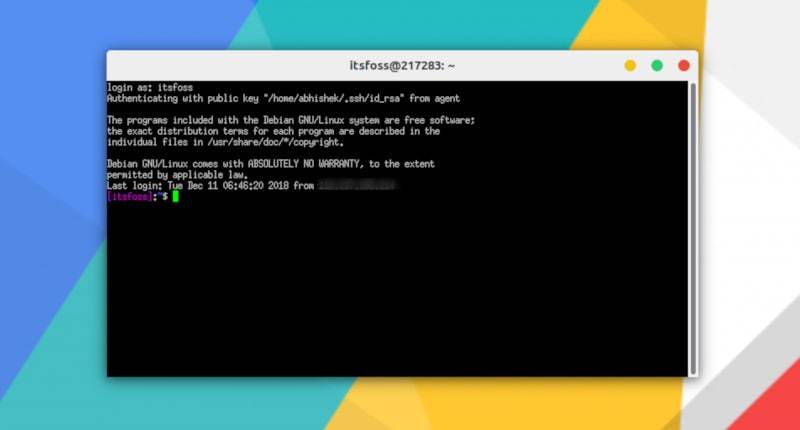 itsfoss@217283: ~
login as: itsfoss
Authenticating with public key "/home/abhishek/.ssh/id_rsa" from agent
The programs included with the Debian GNU/Linux system are free software;
the exact distribution terms for each program are described in the
individual files in /usr/share/doc/*/copyright.
Debian GNU/Linux comes with ABSOLUTELY NO WARRANTY, to the extent
permitted by applicable law.
Last login: Tue Dec 11 06:46:20 2018 from
[itsfoss]:~$